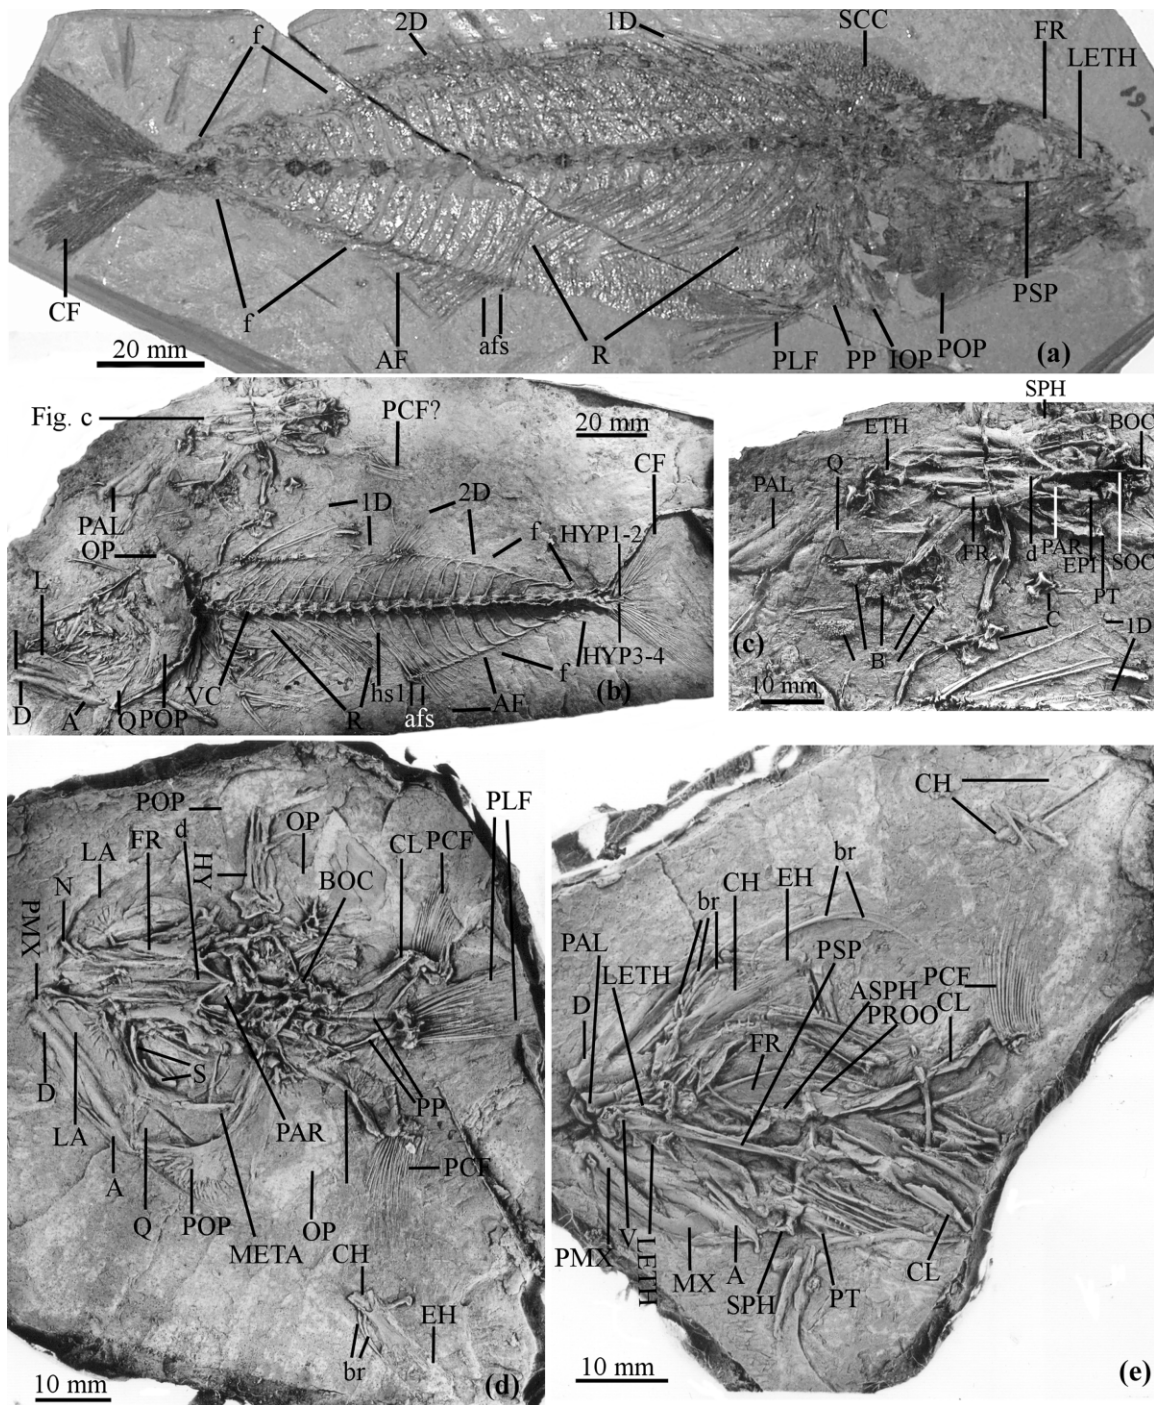 f
2D
1D
SCC
FR
LETH
CF
f
AF
afs
R
PLF
PP
IOP
POP
PSP
20 mm
(a)
Fig. c
PCF?
20 mm
CF
PAL
OP
1D
2D
f
HYP1-2
L
D
A
Q
POP
VC
R
hs1
afs
AF
f
HYP3-4
(b)
SPH
BOC
ETH
Q
PAL
FR
d
PAR
EPI
SOC
PT
1D
C
B
(c)
10 mm
POP
OP
PLF
d
FR
LA
HY
CL
PCF
BOC
N
PMX
D
S
LA
PAR
PP
PCF
A
Q
POP
META
OP
CH
EH
br
10 mm
(d)
CH
br
EH
CH
br
PSP
PAL
LETH
ASPH
PROO
PCF
CL
D
FR
PMX
V
LETH
MX
A
SPH
PT
CL
10 mm
(e)